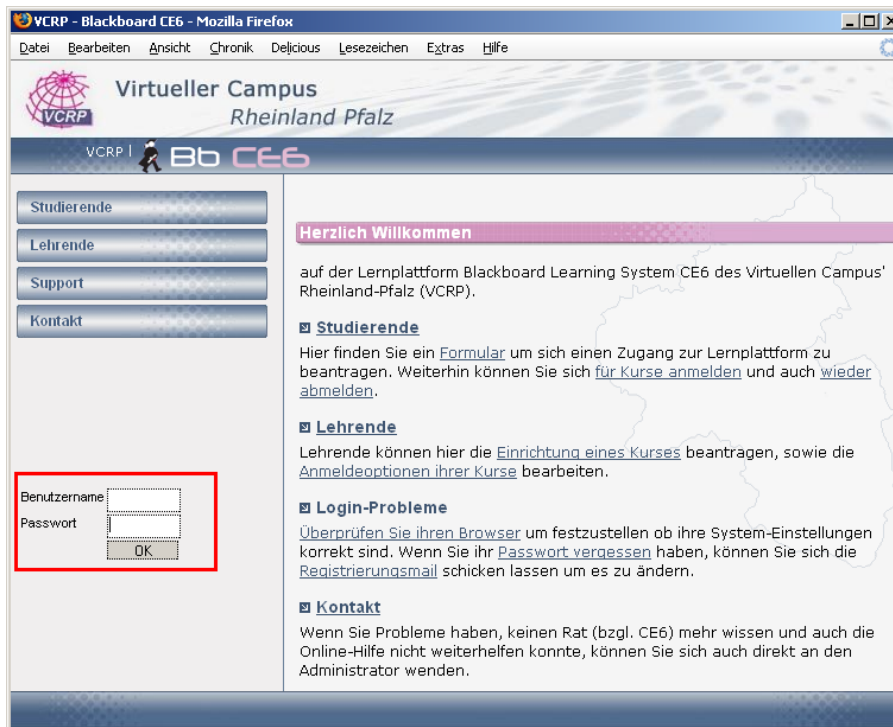 VCRP - Blackboard CE6 - Mozilla Firefox
Datei Bearbeiten Ansicht Chronik Delicious Lesezeichen Extras Hilfe
VCRP
Virtueller Campus
Rheinland Pfalz
VCRP | Bb CE6
Studierende
Lehrende
Support
Kontakt
Benutzername
Passwort
OK
Herzlich Willkommen
auf der Lernplattform Blackboard Learning System CE6 des Virtuellen Campus'
Rheinland-Pfalz (VCRP).
Studierende
Hier finden Sie ein Formular um sich einen Zugang zur Lernplattform zu
beantragen. Weiterhin können Sie sich für Kurse anmelden und auch wieder
abmelden.
Lehrende
Lehrende können hier die Einrichtung eines Kurses beantragen, sowie die
Anmeldeoptionen ihrer Kurse bearbeiten.
Login-Probleme
Überprüfen Sie ihren Browser um festzustellen ob ihre System-Einstellungen
korrekt sind. Wenn Sie ihr Passwort vergessen haben, können Sie sich die
Registrierungsmail schicken lassen um es zu ändern.
Kontakt
Wenn Sie Probleme haben, keinen Rat (bzgl. CE6) mehr wissen und auch die
Online-Hilfe nicht weiterhelfen konnte, können Sie sich auch direkt an den
Administrator wenden.